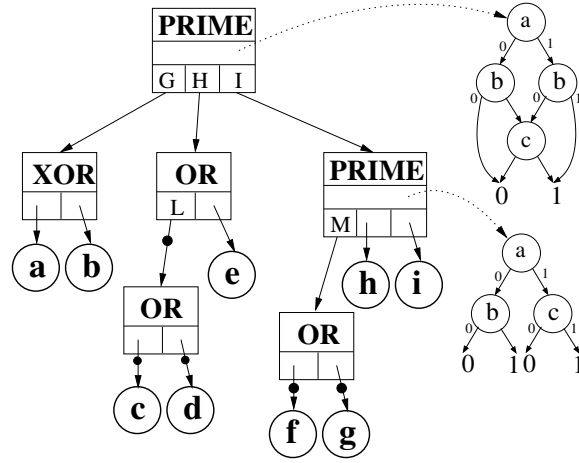 PRIME
G H I
XOR
a b
OR
L
e
OR
c d
PRIME
M
h i
OR
f g
a
0 1
b b
0 0 1
c
0 1
a
0 1
b c
0 0 1
0 1 0 1